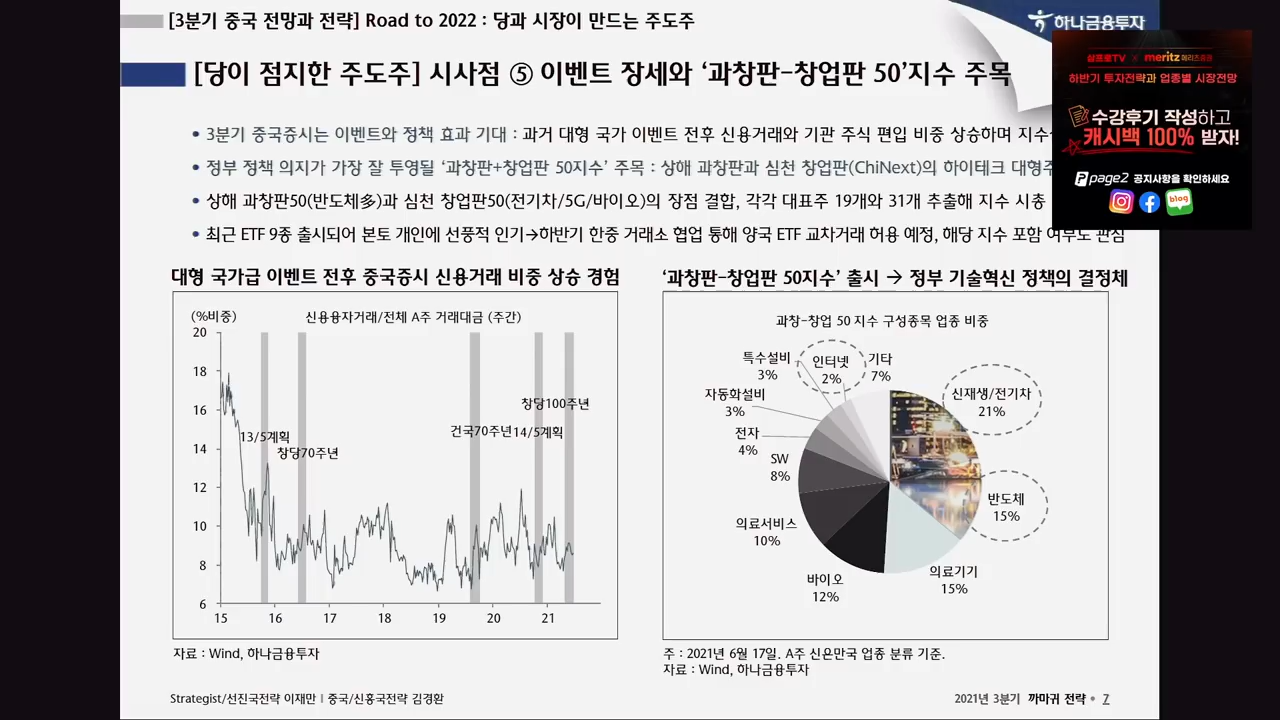 [3분기 중국 전망과 전략] Road to 2022 : 당과 시장이 만드는 주도주
하나금융투자
[당이 점지한 주도주] 시사점 ⑤ 이벤트 장세와 '과창판-창업판 50'지수 주목
삼프로TV × meritz 메리츠증권
하반기 투자전략과 업종별 시장전망
수강후기 작성하고
캐시백 100% 받자!
page2 공지사항을 확인하세요
blog
• 3분기 중국증시는 이벤트와 정책 효과 기대 : 과거 대형 국가 이벤트 전후 신용거래와 기관 주식 편입 비중 상승하며 지수
• 정부 정책 의지가 가장 잘 투영될 '과창판+창업판 50지수' 주목 : 상해 과창판과 심천 창업판(ChiNext)의 하이테크 대형주
• 상해 과창판50(반도체多)과 심천 창업판50(전기차/5G/바이오)의 장점 결합, 각각 대표주 19개와 31개 추출해 지수 시총
• 최근 ETF 9종 출시되어 본토 개인에 선풍적 인기→하반기 한중 거래소 협업 통해 양국 ETF 교차거래 허용 예정, 해당 지수 포함 여부도 관심
대형 국가급 이벤트 전후 중국증시 신용거래 비중 상승 경험
(%비중)
신용융자거래/전체 A주 거래대금 (주간)
20
18
16
14
12
10
8
6
13/5계획
창당70주년
건국70주년
14/5계획
창당100주년
15 16 17 18 19 20 21
자료 : Wind, 하나금융투자
'과창판-창업판 50지수' 출시 → 정부 기술혁신 정책의 결정체
과창-창업 50 지수 구성종목 업종 비중
특수설비
3%
인터넷
2%
기타
7%
신재생/전기차
21%
자동화설비
3%
전자
4%
SW
8%
반도체
15%
의료서비스
10%
바이오
12%
의료기기
15%
주 : 2021년 6월 17일. A주 신은만국 업종 분류 기준.
자료 : Wind, 하나금융투자
Strategist/선진국전략 이재만 | 중국/신흥국전략 김경환
2021년 3분기 까마귀 전략 • 7